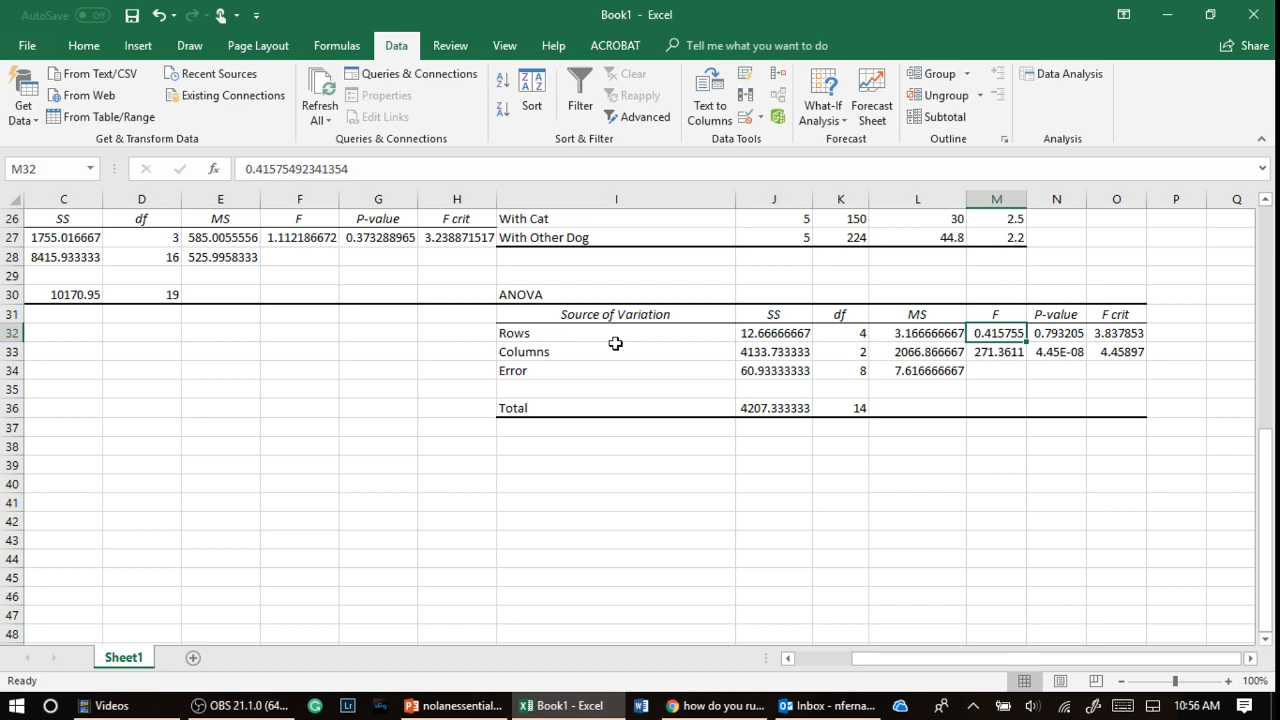 AutoSave Off Book1 - Excel
File Home Insert Draw Page Layout Formulas Data Review View Help ACROBAT Tell me what you want to do Share
From Text/CSV Recent Sources Queries & Connections Clear Group Data Analysis
From Web Existing Connections Properties Reapply Ungroup
From Table/Range Edit Links Advanced Subtotal
Get Data Refresh All Sort Filter Text to Columns What-If Analysis Forecast Sheet
Get & Transform Data Queries & Connections Sort & Filter Data Tools Forecast Outline Analysis
M32 fx 0.41575492341354
C D E F G H I J K L M N O P Q
26 SS df MS F P-value F crit With Cat 5 150 30 2.5
27 1755.016667 3 585.0055556 1.112186672 0.373288965 3.238871517 With Other Dog 5 224 44.8 2.2
28 8415.933333 16 525.9958333
29
30 10170.95 19 ANOVA
31 Source of Variation SS df MS F P-value F crit
32 Rows 12.66666667 4 3.166666667 0.415755 0.793205 3.837853
33 Columns 4133.733333 2 2066.866667 271.3611 4.45E-08 4.45897
34 Error 60.93333333 8 7.616666667
35
36 Total 4207.333333 14
37
38
39
40
41
42
43
44
45
46
47
48
Sheet1
Ready 100%
Videos OBS 21.1.0 (64... nolanessential... Book1 - Excel how do you ru... Inbox - nferna... 10:56 AM